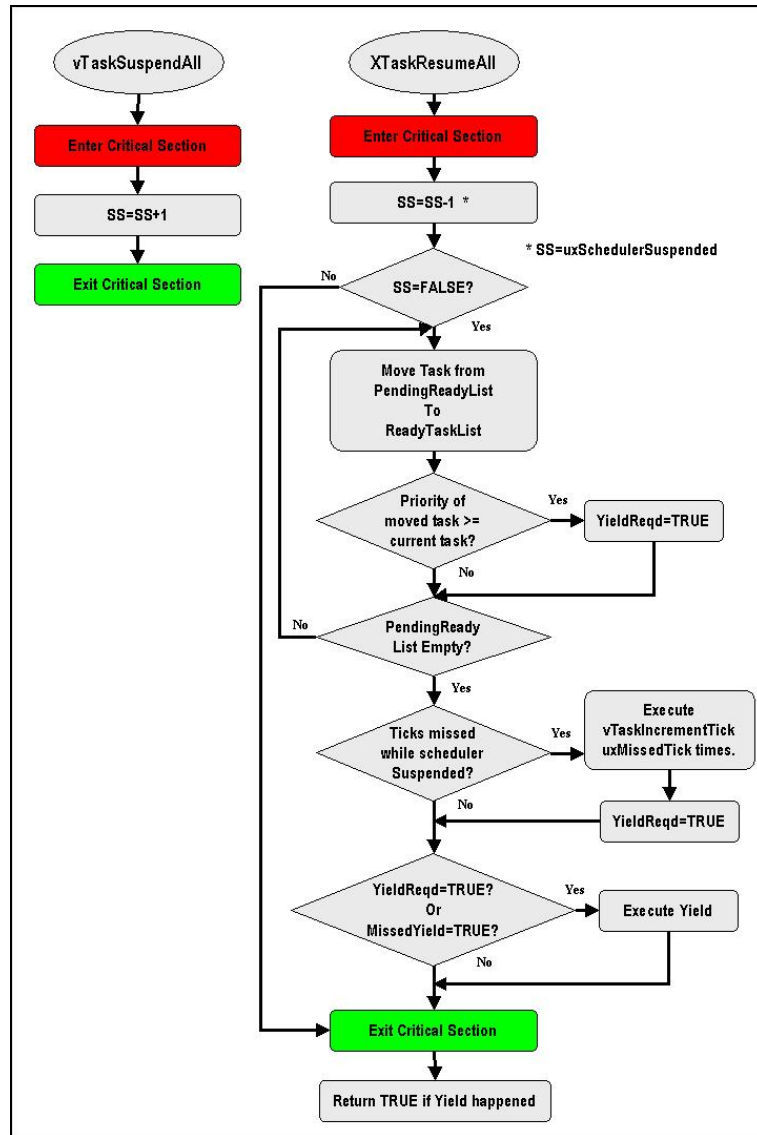 vTaskSuspendAll
Enter Critical Section
SS=SS+1
Exit Critical Section
XTaskResumeAll
Enter Critical Section
SS=SS-1 *
* SS=uxSchedulerSuspended
No
SS=FALSE?
Yes
Move Task from
PendingReadyList
To
ReadyTaskList
Priority of
moved task >=
current task?
Yes
YieldReqd=TRUE
No
No
PendingReady
List Empty?
Yes
Ticks missed
while scheduler
Suspended?
Yes
Execute
vTaskIncrementTick
uxMissedTick times.
No
YieldReqd=TRUE
YieldReqd=TRUE?
Or
MissedYield=TRUE?
Yes
Execute Yield
No
Exit Critical Section
Return TRUE if Yield happened